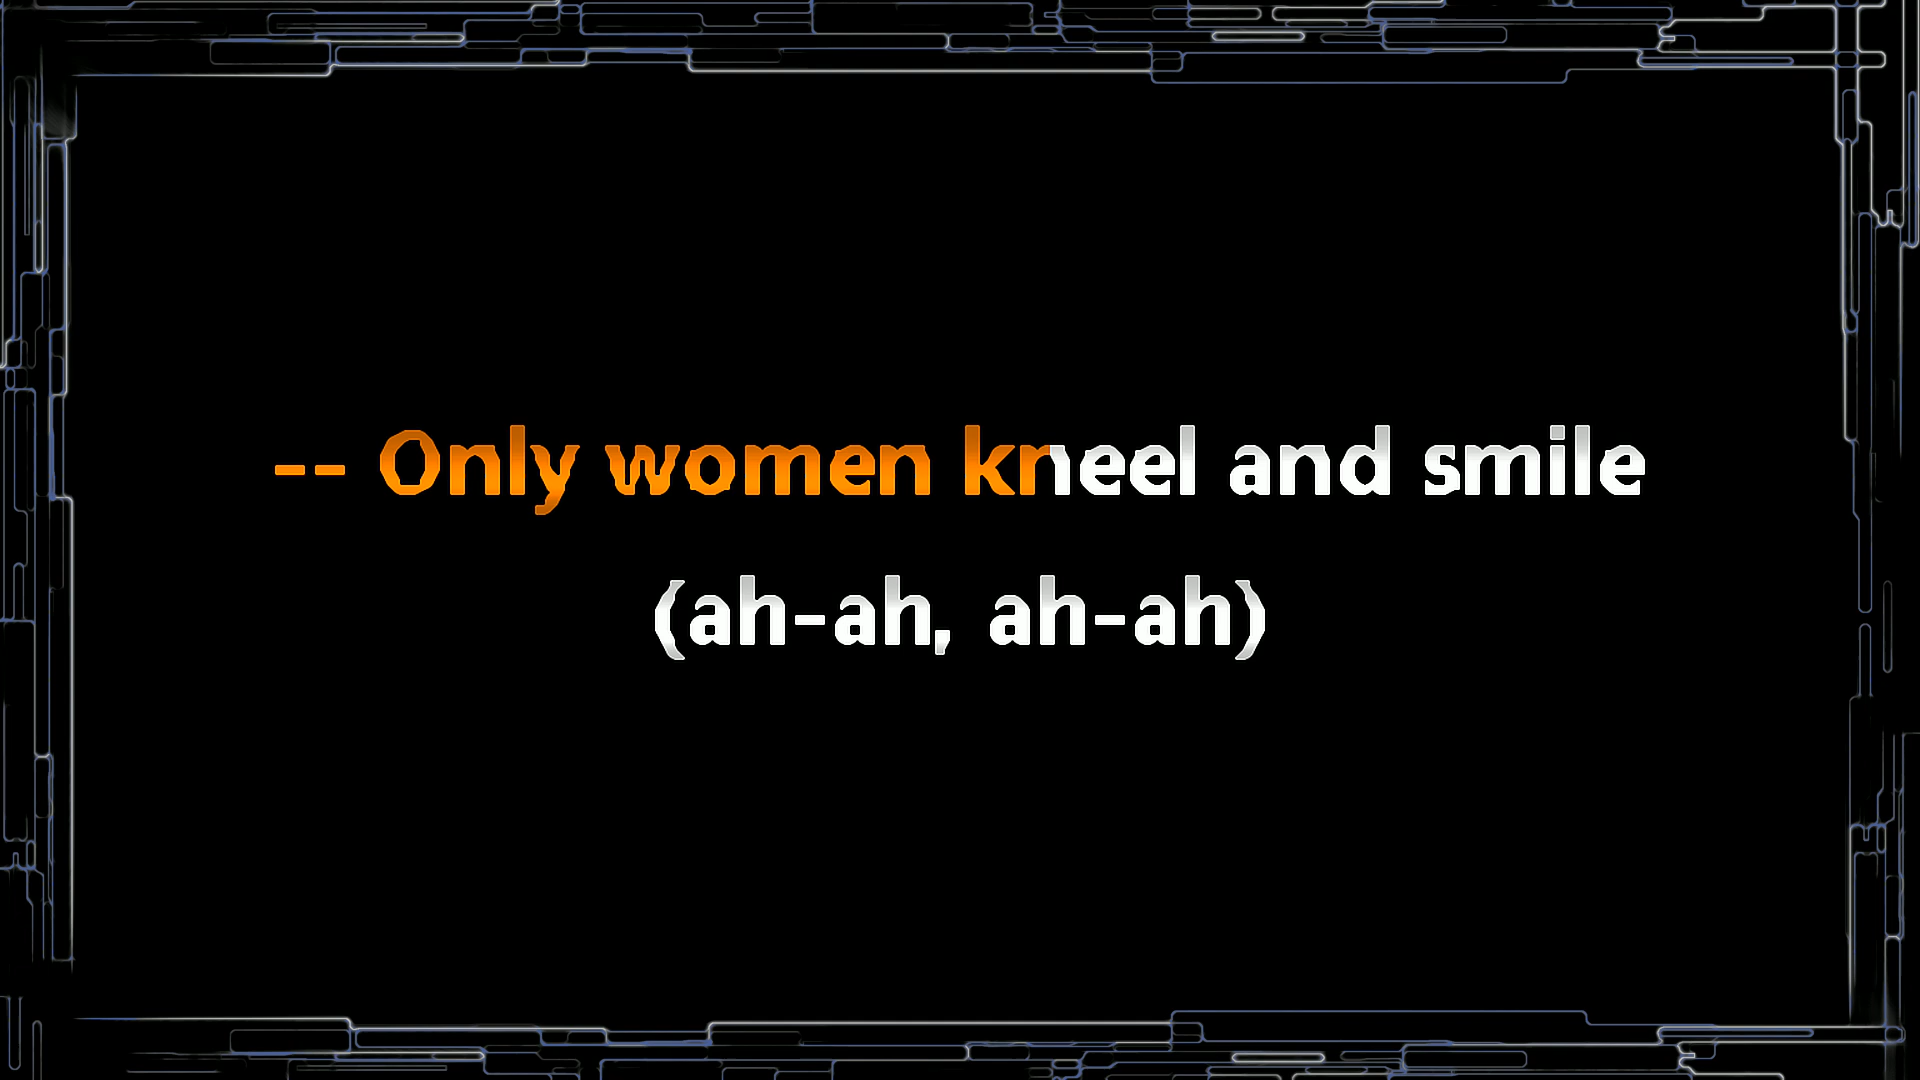 -- Only women kneel and smile
(ah-ah, ah-ah)